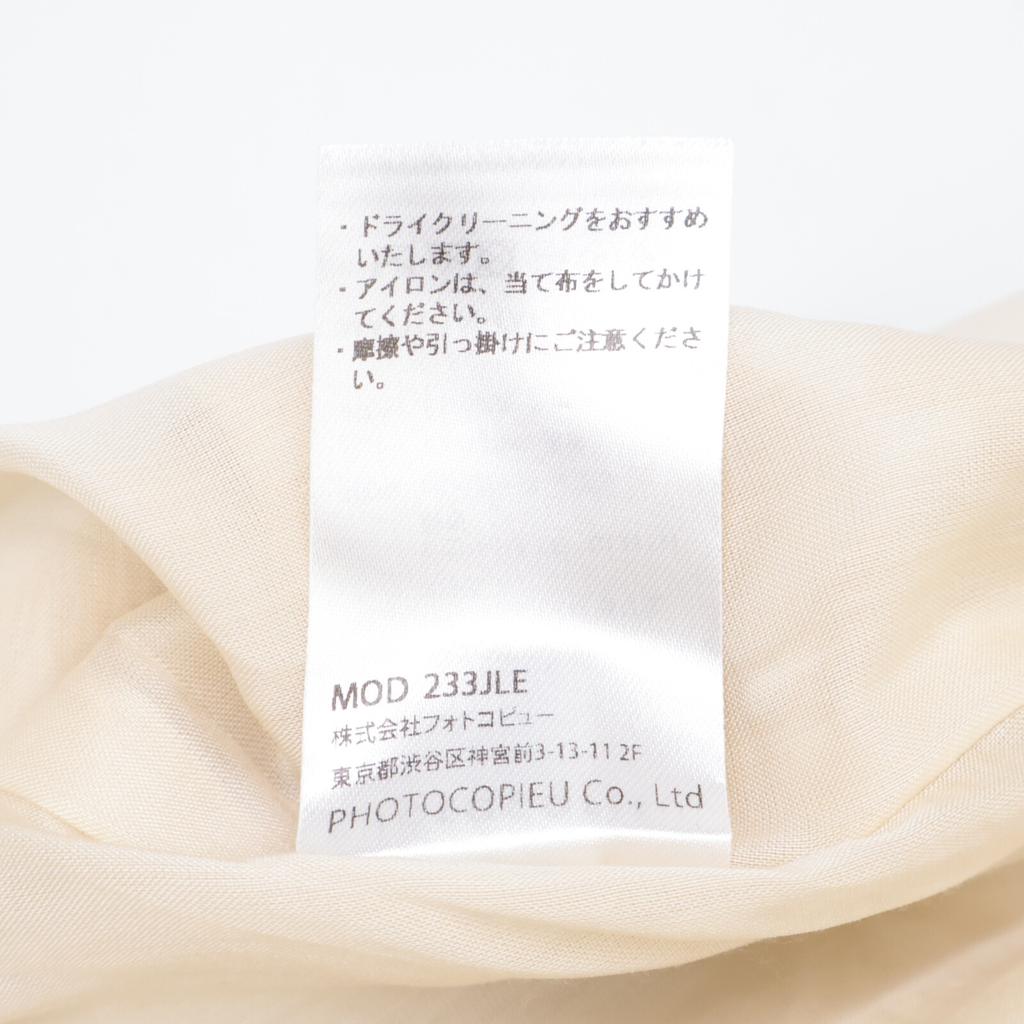 ・ドライクリーニングをおすすめ
いたします。
・アイロンは、当て布をしてかけ
てください。
・摩擦や引っ掛けにご注意くださ
い。
MOD 233JLE
株式会社フォトコピュー
東京都渋谷区神宮前3-13-11 2F
PHOTOCOPIEU Co., Ltd